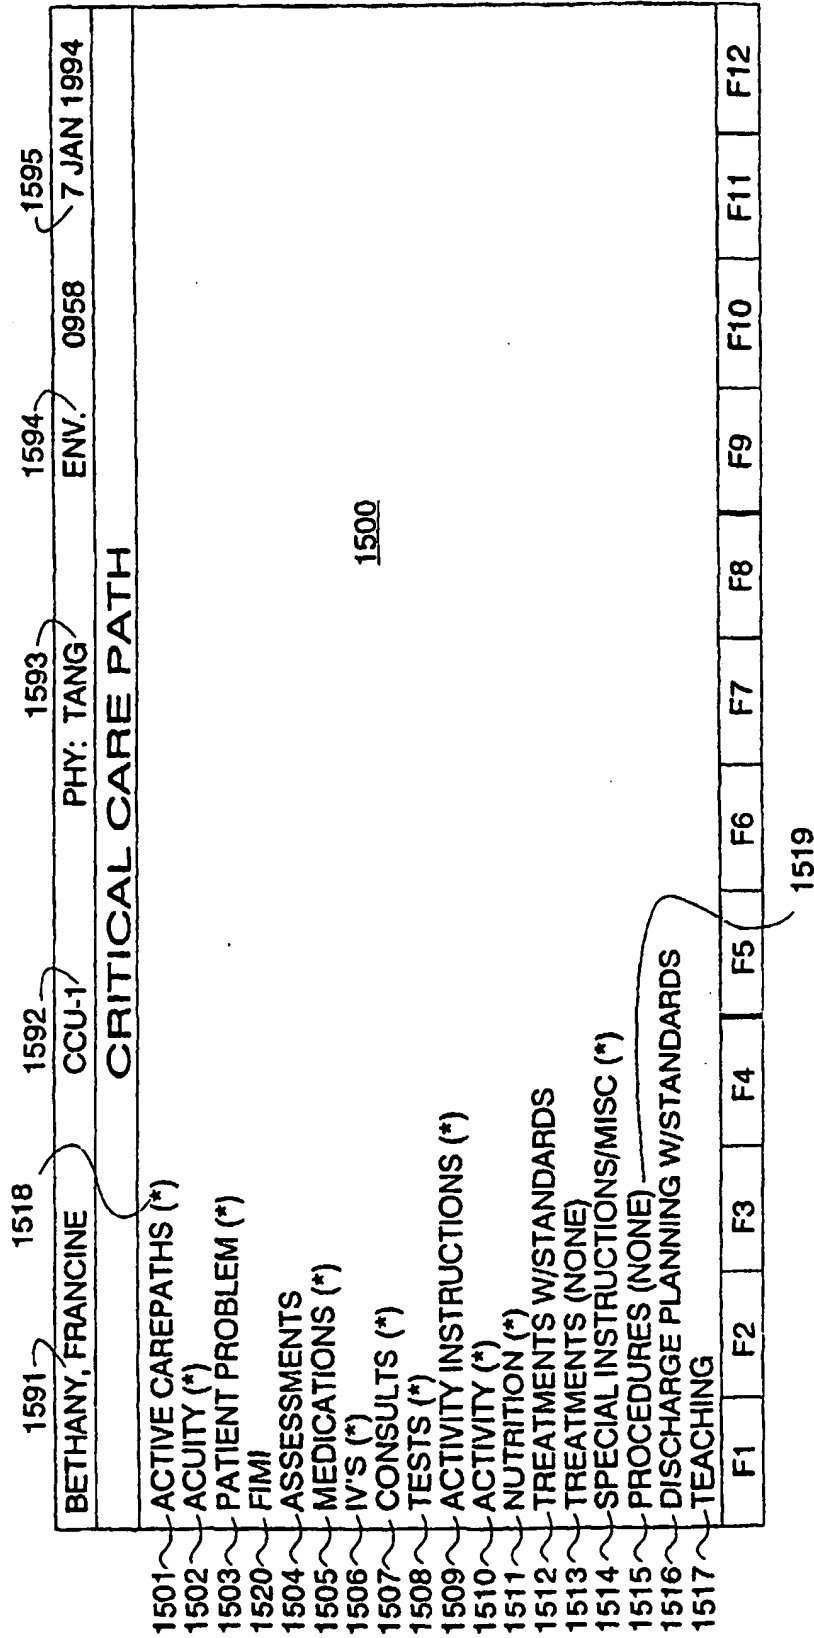 1591 1518 1592 1593 1594 1595
BETHANY, FRANCINE CCU-1 PHY: TANG ENV. 0958 7 JAN 1994
CRITICAL CARE PATH
1501 ACTIVE CAREPATHS (*)
1502 ACUITY (*)
1503 PATIENT PROBLEM (*)
1520 FIMI
1504 ASSESSMENTS
1505 MEDICATIONS (*)
1506 IV'S (*)
1507 CONSULTS (*)
1508 TESTS (*)
1509 ACTIVITY INSTRUCTIONS (*)
1510 ACTIVITY (*)
1511 NUTRITION (*)
1512 TREATMENTS W/STANDARDS
1513 TREATMENTS (NONE)
1514 SPECIAL INSTRUCTIONS/MISC (*)
1515 PROCEDURES (NONE)
1516 DISCHARGE PLANNING W/STANDARDS
1517 TEACHING
1500
F1 F2 F3 F4 F5 F6 F7 F8 F9 F10 F11 F12
1519